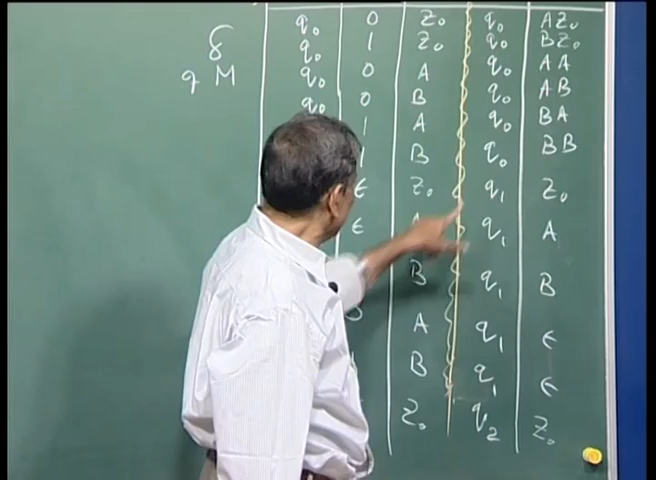 q₀ 0 Z₀ q₀ AZ₀
δ q₀ 1 Z₀ q₀ BZ₀
q M q₀ 0 A q₀ AA
q₀ 0 B q₀ AB
1 A q₀ BA
1 B q₀ BB
ϵ Z₀ q₁ Z₀
ϵ q₁ A
B q₁ B
A q₁ ϵ
B q₁ ϵ
Z₀ q₂ Z₀